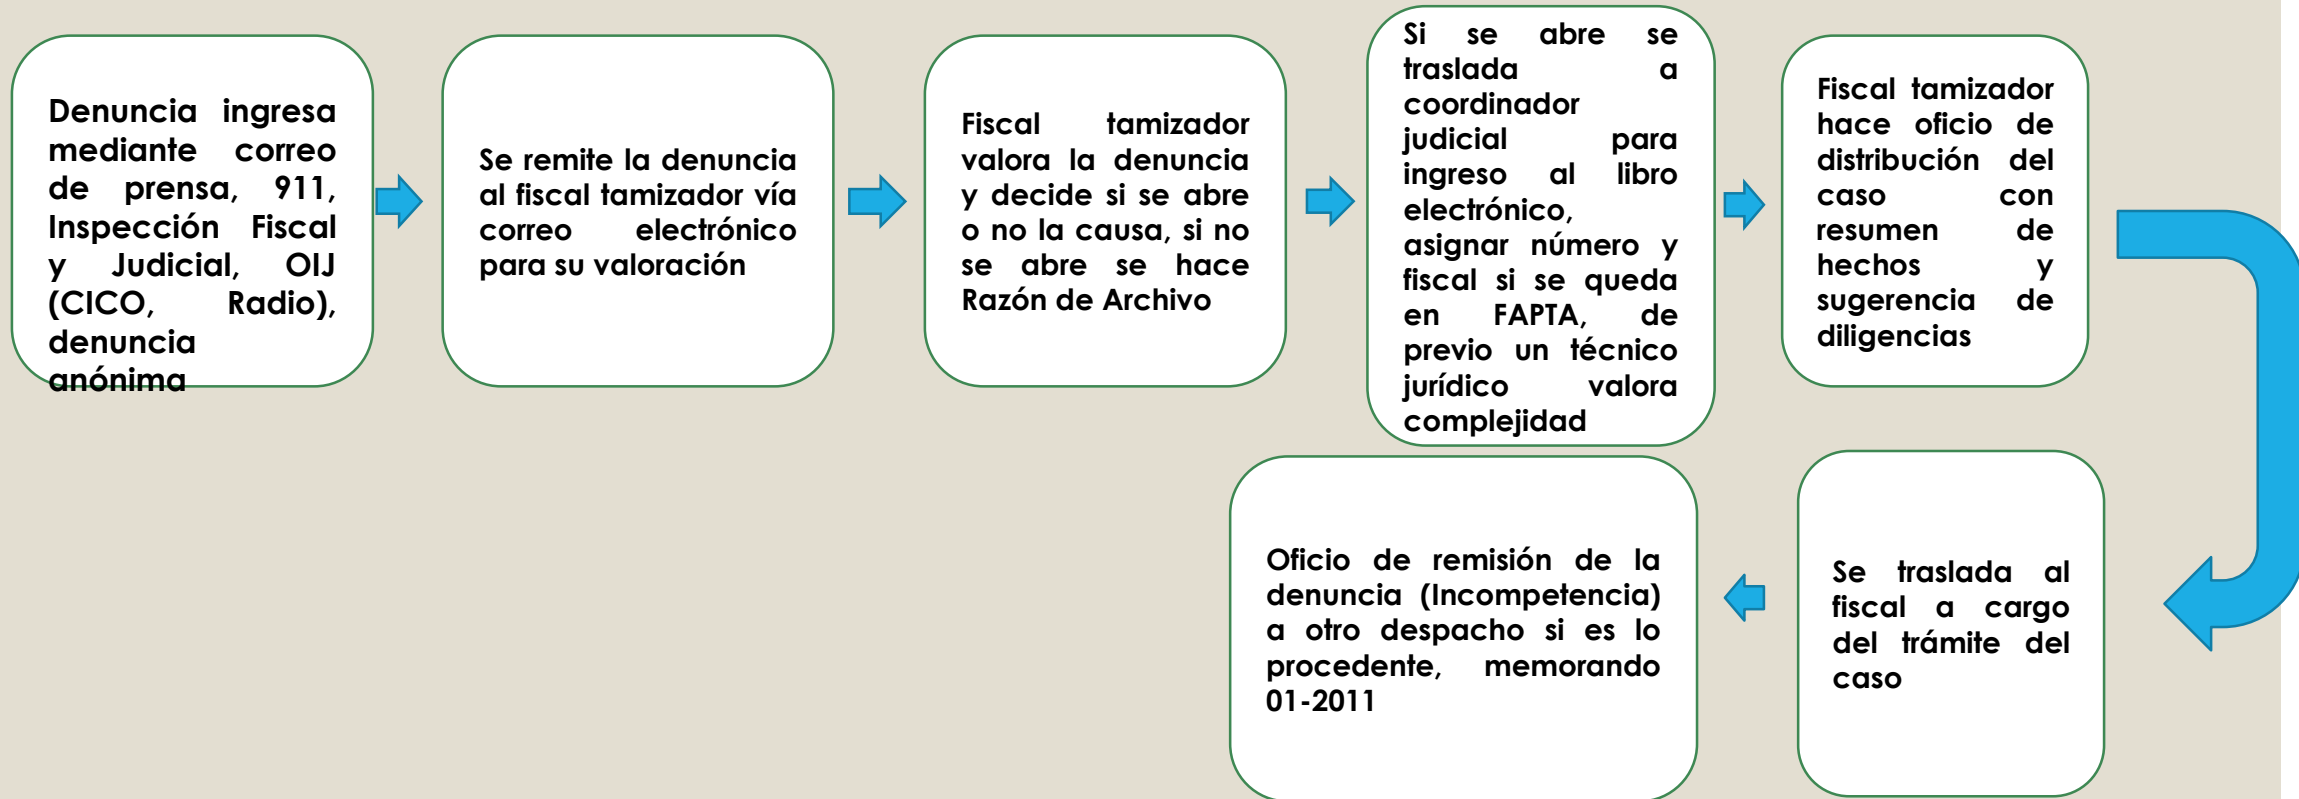 Denuncia ingresa
mediante correo
de prensa, 911,
Inspección Fiscal
y Judicial, OIJ
(CICO, Radio),
denuncia
anónima
Se remite la denuncia
al fiscal tamizador vía
correo electrónico
para su valoración
Fiscal tamizador
valora la denuncia
y decide si se abre
o no la causa, si no
se abre se hace
Razón de Archivo
Si se abre se
traslada a
coordinador
judicial para
ingreso al libro
electrónico,
asignar número y
fiscal si se queda
en FAPTA, de
previo un técnico
jurídico valora
complejidad
Fiscal tamizador
hace oficio de
distribución del
caso con
resumen de
hechos y
sugerencia de
diligencias
Se traslada al
fiscal a cargo
del trámite del
caso
Oficio de remisión de la
denuncia (Incompetencia)
a otro despacho si es lo
procedente, memorando
01-2011